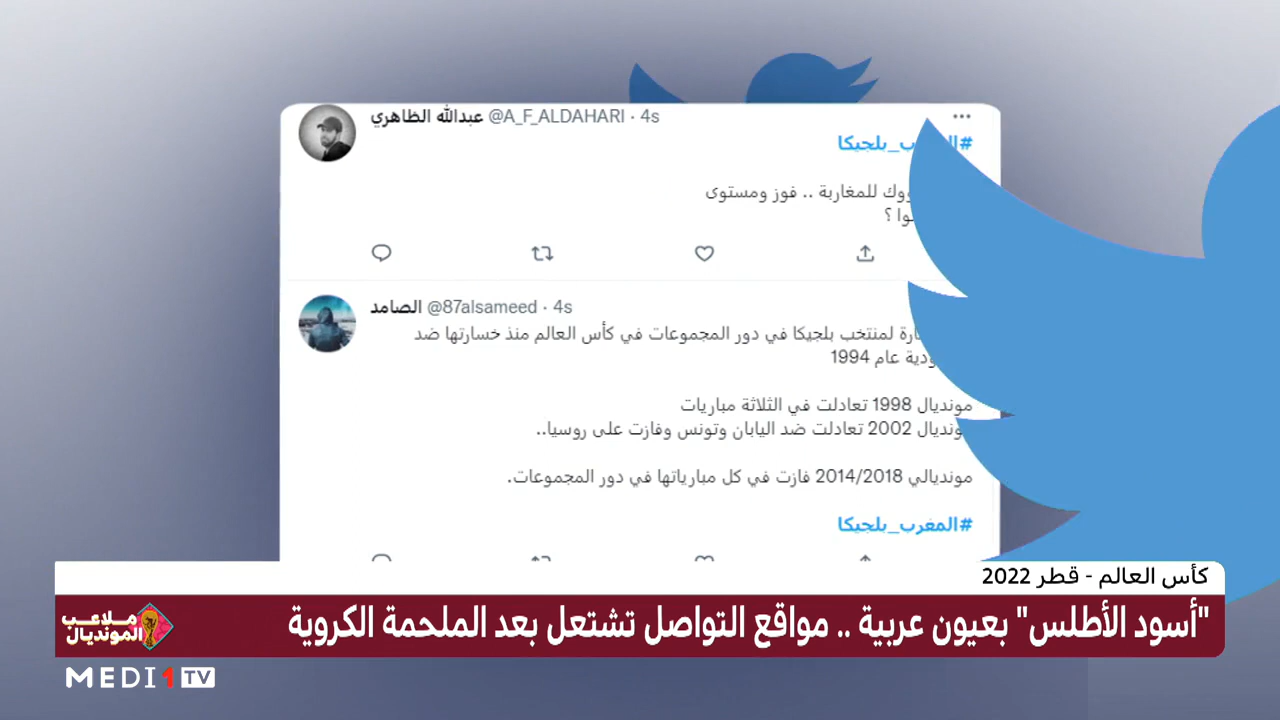 عبدالله الظاهري @A_F_ALDAHARI · 4s
للمغاربة .. فوز ومستوى
؟
الصامد @87alsameed · 4s
لمنتخب بلجيكا في دور المجموعات في كأس العالم منذ خسارتها ضد
عام 1994
مونديال 1998 تعادلت في الثلاثة مباريات
مونديال 2002 تعادلت ضد اليابان وتونس وفازت على روسيا..
مونديالي 2014/2018 فازت في كل مبارياتها في دور المجموعات.
#المغرب_بلجيكا
كأس العالم - قطر 2022
"أسود الأطلس" بعيون عربية .. مواقع التواصل تشتعل بعد الملحمة الكروية
ملاعب
المونديال
MEDI 1 TV